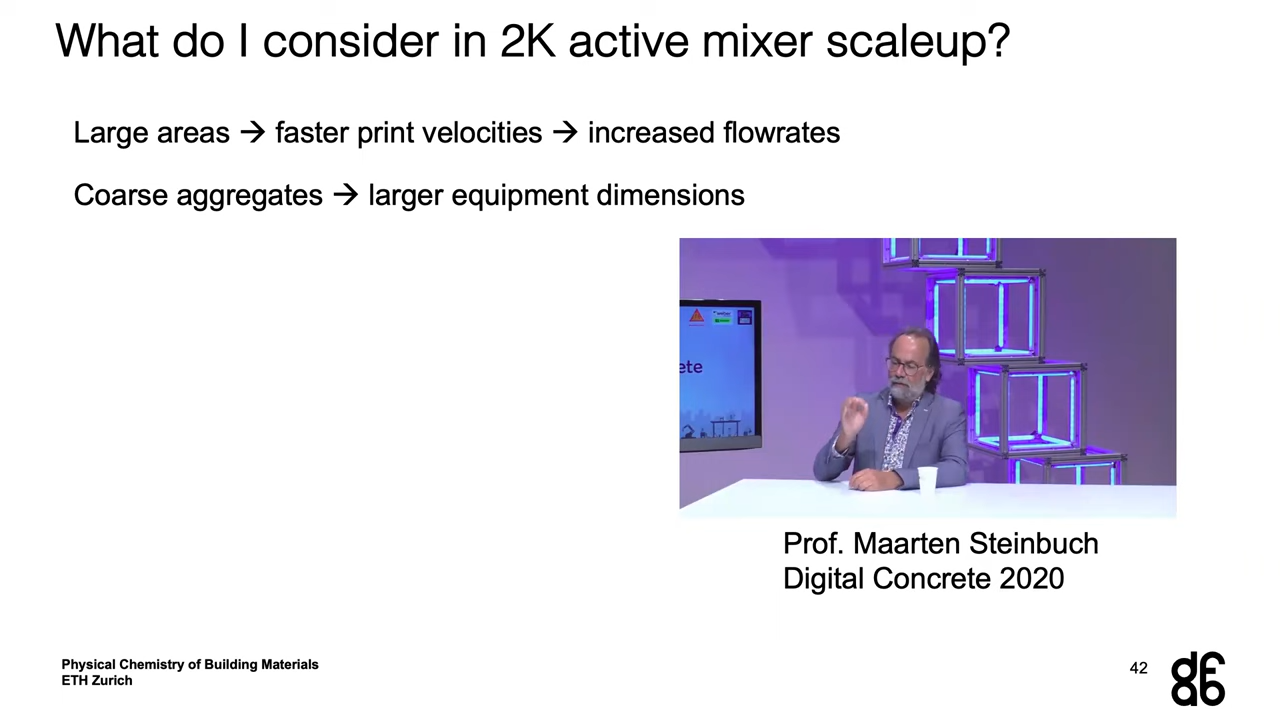 What do I consider in 2K active mixer scaleup?
Large areas → faster print velocities → increased flowrates
Coarse aggregates → larger equipment dimensions
ete
Prof. Maarten Steinbuch
Digital Concrete 2020
Physical Chemistry of Building Materials
ETH Zurich
42